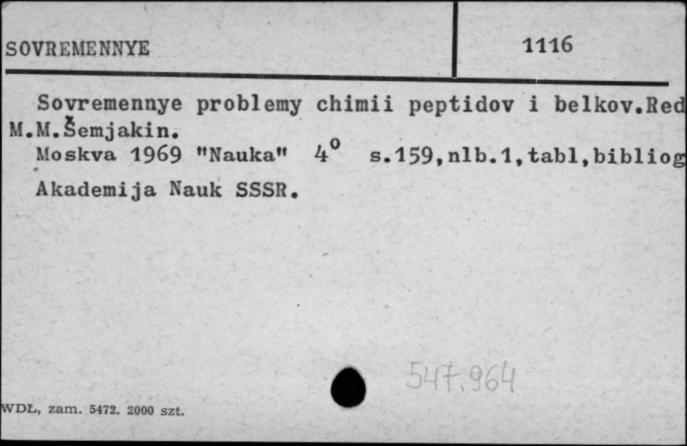 SOVREMENNYE 1116
Sovremennye problemy chimii peptidov i belkov.Red
M.M.Šemjakin.
Moskva 1969 "Nauka" 4° s.159,nlb.1,tabl,bibliog
Akademija Nauk SSSR.
547.964
WDL, zam. 5472. 2000 szt.